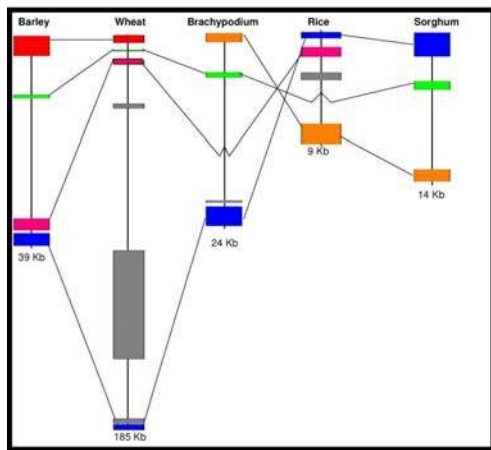 Barley Wheat Brachypodium Rice Sorghum
9 Kb
14 Kb
24 Kb
39 Kb
185 Kb